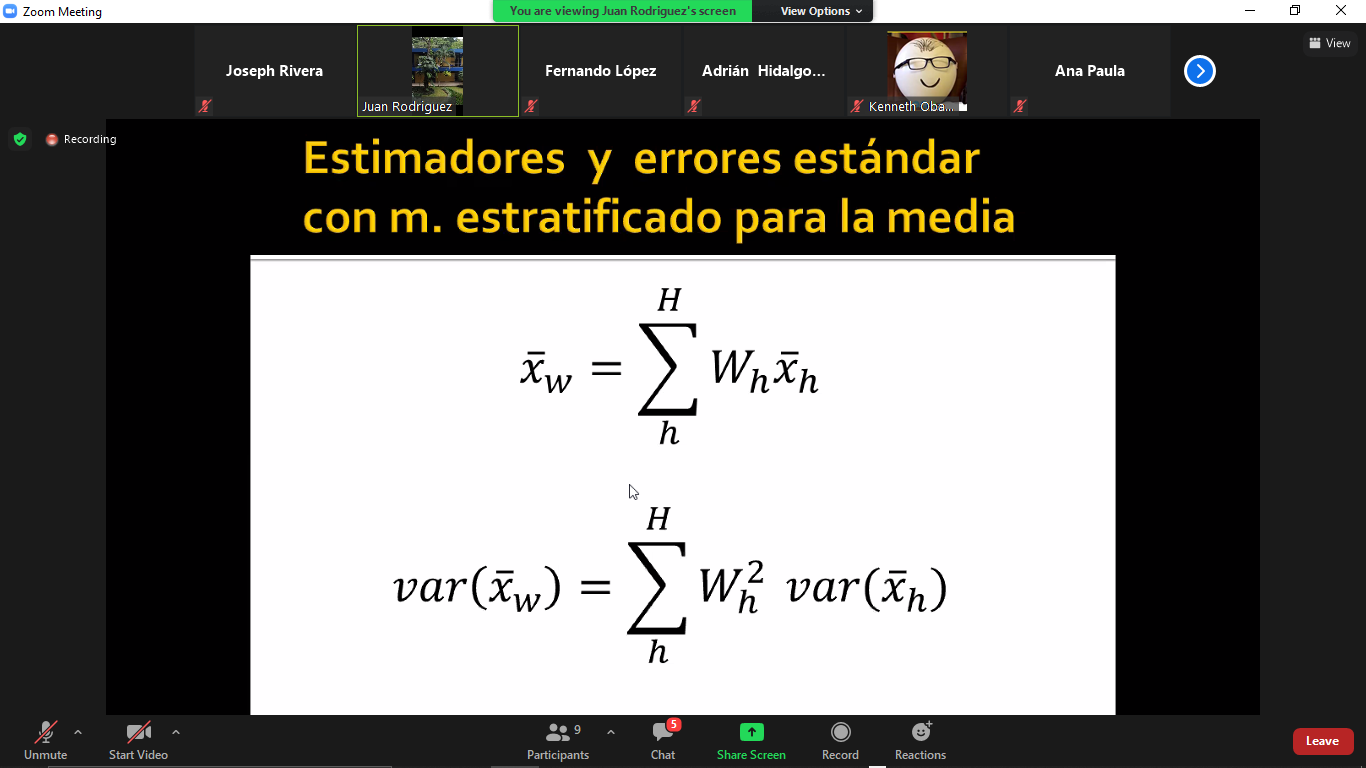 Zoom Meeting
You are viewing Juan Rodriguez's screen
View Options
View
Joseph Rivera
Juan Rodriguez
Fernando López
Adrián Hidalgo...
Kenneth Oba...
Ana Paula
Recording
Estimadores y errores estándar
con m. estratificado para la media
x̄_w = ∑_h^H W_h x̄_h
var(x̄_w) = ∑_h^H W_h^2 var(x̄_h)
Unmute
Start Video
Participants
9
Chat
5
Share Screen
Record
Reactions
Leave